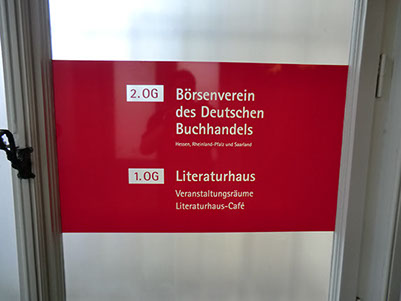 2. OG
Börsenverein
des Deutschen
Buchhandels
Hessen, Rheinland-Pfalz und Saarland
1. OG
Literaturhaus
Veranstaltungsräume
Literaturhaus-Café